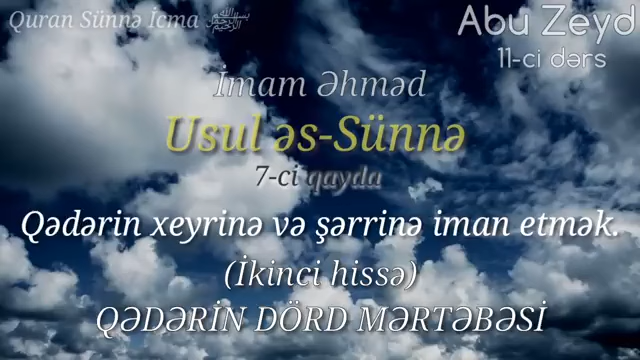 Quran Sünnə İcma
Abu Zeyd
11-ci dərs
İmam Əhməd
Usul əs-Sünnə
7-ci qayda
Qədərin xeyrinə və şərrinə iman etmək.
(İkinci hissə)
QƏDƏRİN DÖRD MƏRTƏBƏSİ